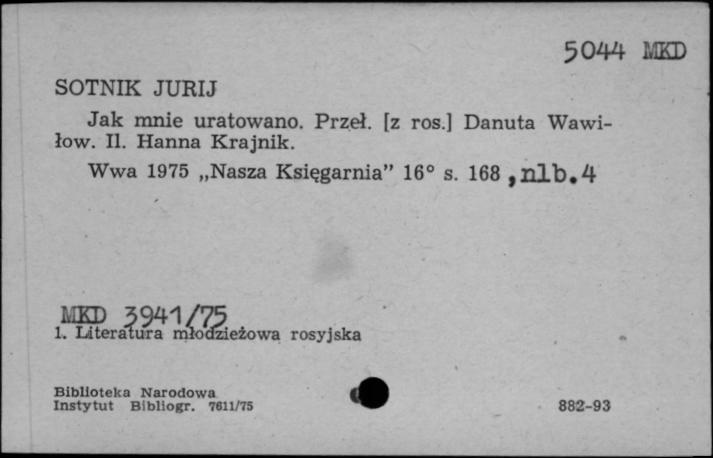 5044 MKD
SOTNIK JURIJ
Jak mnie uratowano. Przeł. [z ros.] Danuta Wawi-
łow. Il. Hanna Krajnik.
Wwa 1975 „Nasza Księgarnia” 16° s. 168 , nlb. 4
MKD 3941/75
1. Literatura młodzieżowa rosyjska
Biblioteka Narodowa
Instytut Bibliogr. 7611/75
882-93